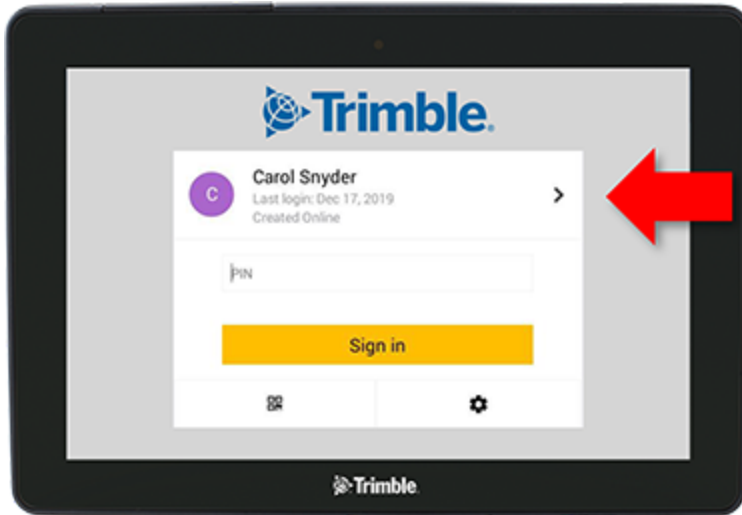 Trimble.
C
Carol Snyder
Last login: Dec 17, 2019
Created Online
PIN
Sign in
Trimble.